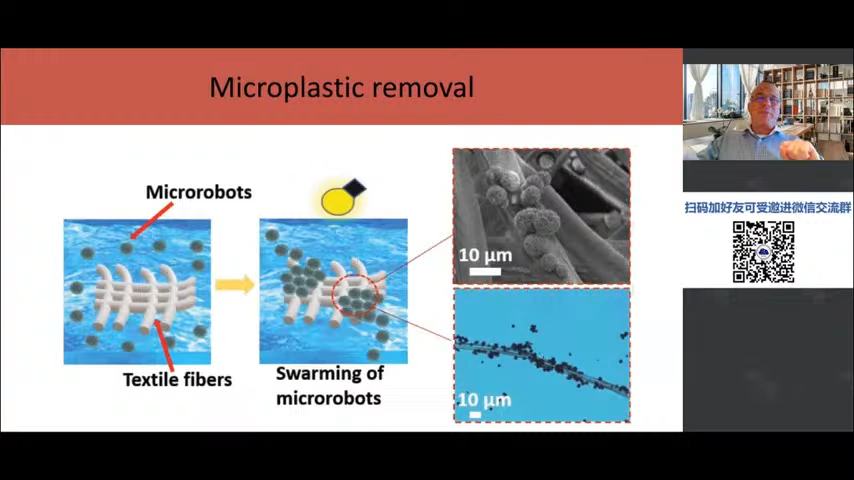 Microplastic removal
Microrobots
Textile fibers
Swarming of
microrobots
10 μm
10 μm
扫码加好友可受邀进微信交流群